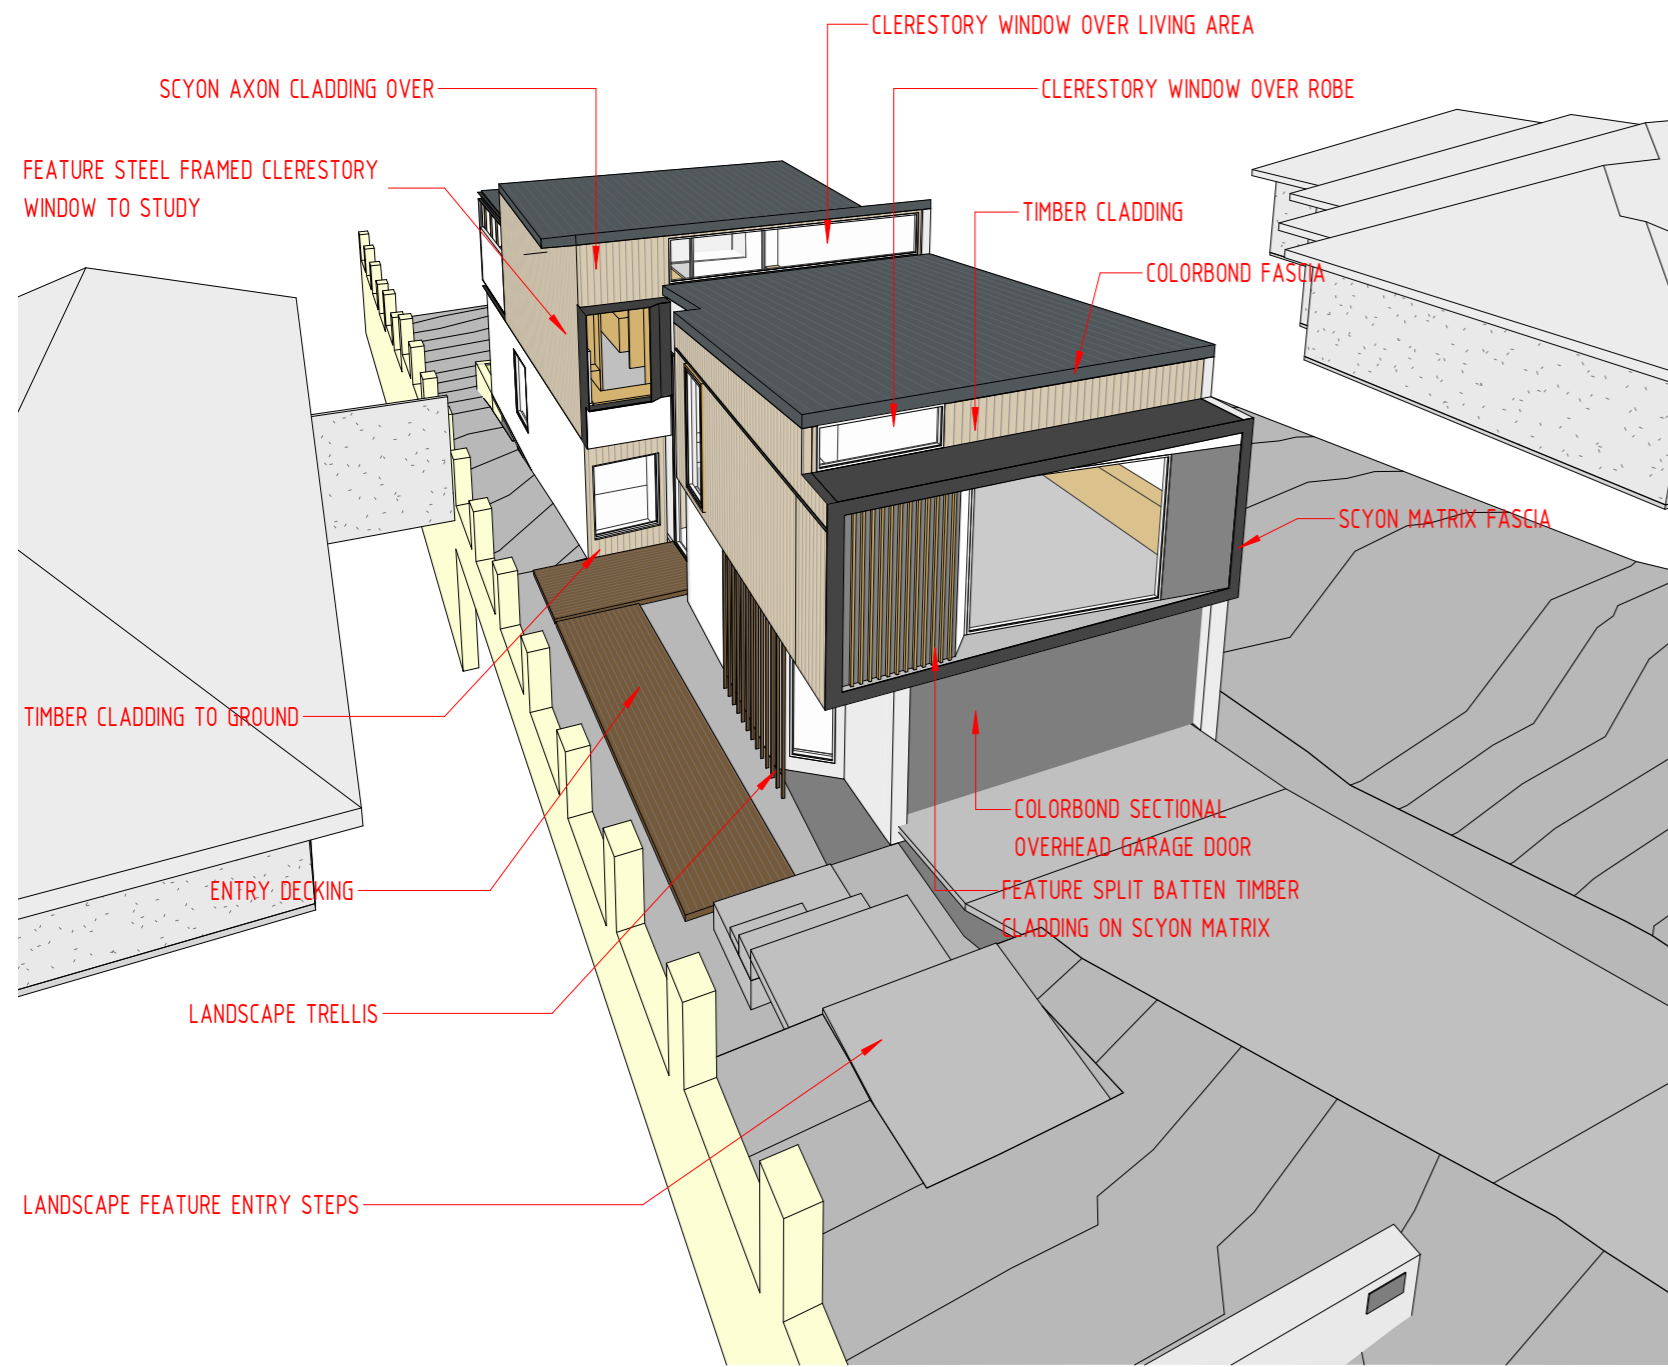 CLERESTORY WINDOW OVER LIVING AREA
SCYON AXON CLADDING OVER
CLERESTORY WINDOW OVER ROBE
FEATURE STEEL FRAMED CLERESTORY
WINDOW TO STUDY
TIMBER CLADDING
COLORBOND FASCIA
SCYON MATRIX FASCIA
TIMBER CLADDING TO GROUND
COLORBOND SECTIONAL
OVERHEAD GARAGE DOOR
ENTRY DECKING
FEATURE SPLIT BATTEN TIMBER
CLADDING ON SCYON MATRIX
LANDSCAPE TRELLIS
LANDSCAPE FEATURE ENTRY STEPS